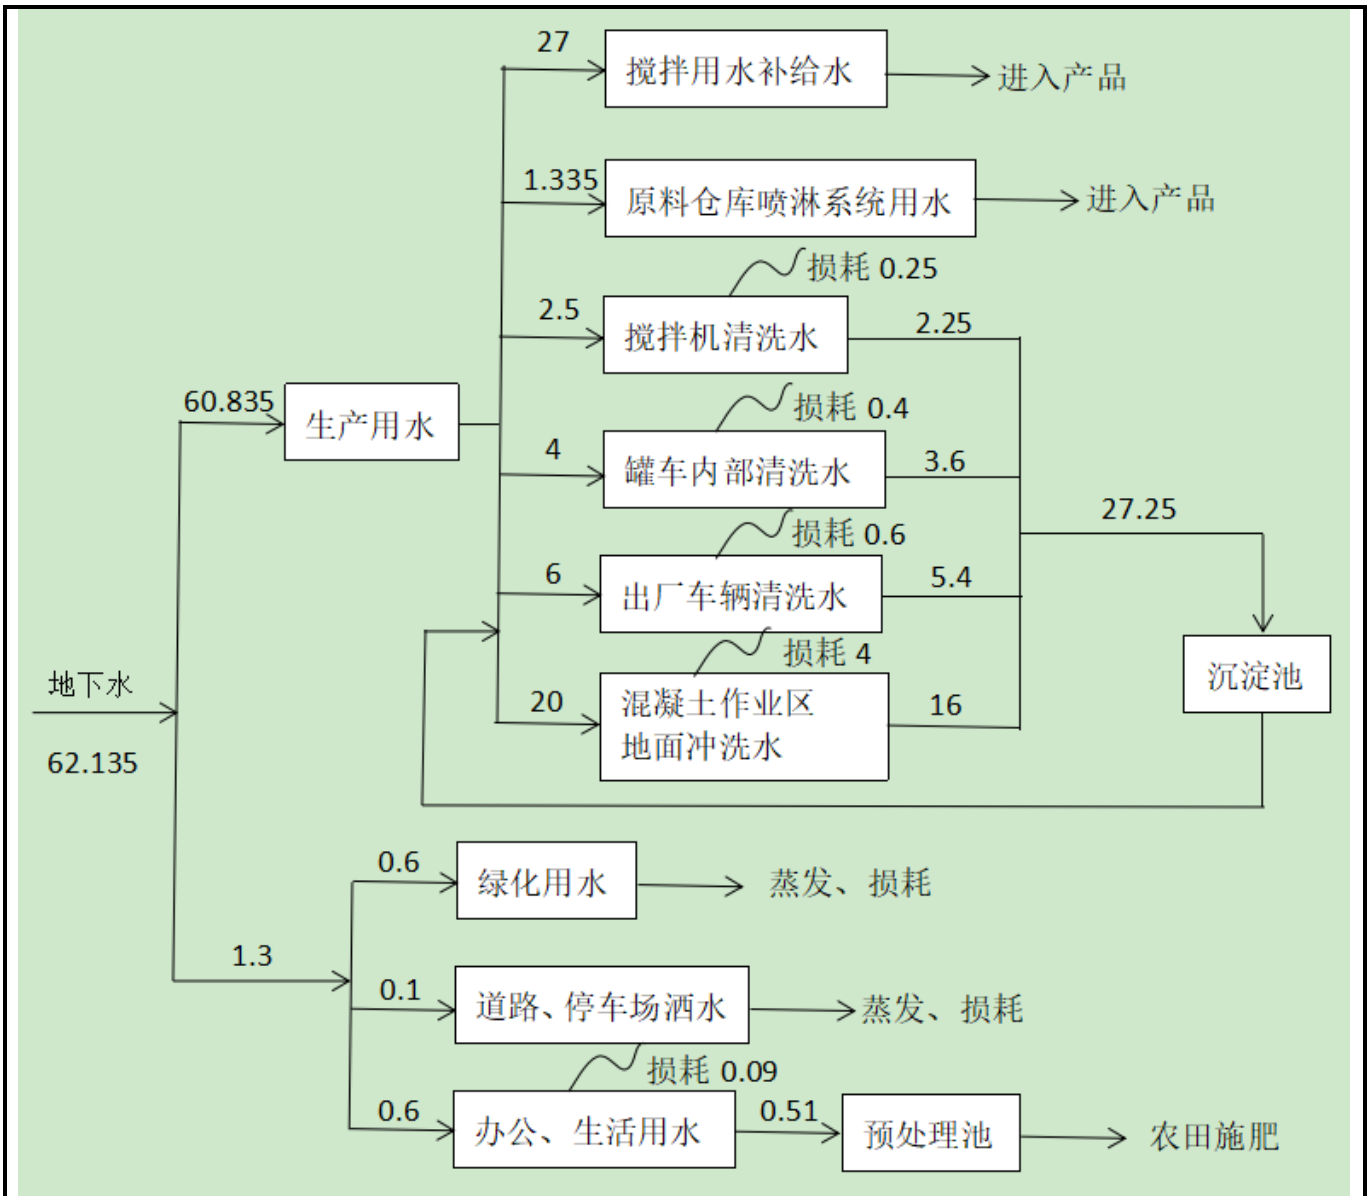 27
搅拌用水补给水
进入产品
1.335
原料仓库喷淋系统用水
进入产品
损耗 0.25
2.5
搅拌机清洗水
2.25
60.835
生产用水
损耗 0.4
4
罐车内部清洗水
3.6
27.25
损耗 0.6
6
出厂车辆清洗水
5.4
损耗 4
沉淀池
地下水
62.135
20
混凝土作业区
地面冲洗水
16
0.6
绿化用水
蒸发、损耗
1.3
0.1
道路、停车场洒水
蒸发、损耗
损耗 0.09
0.6
办公、生活用水
0.51
预处理池
农田施肥